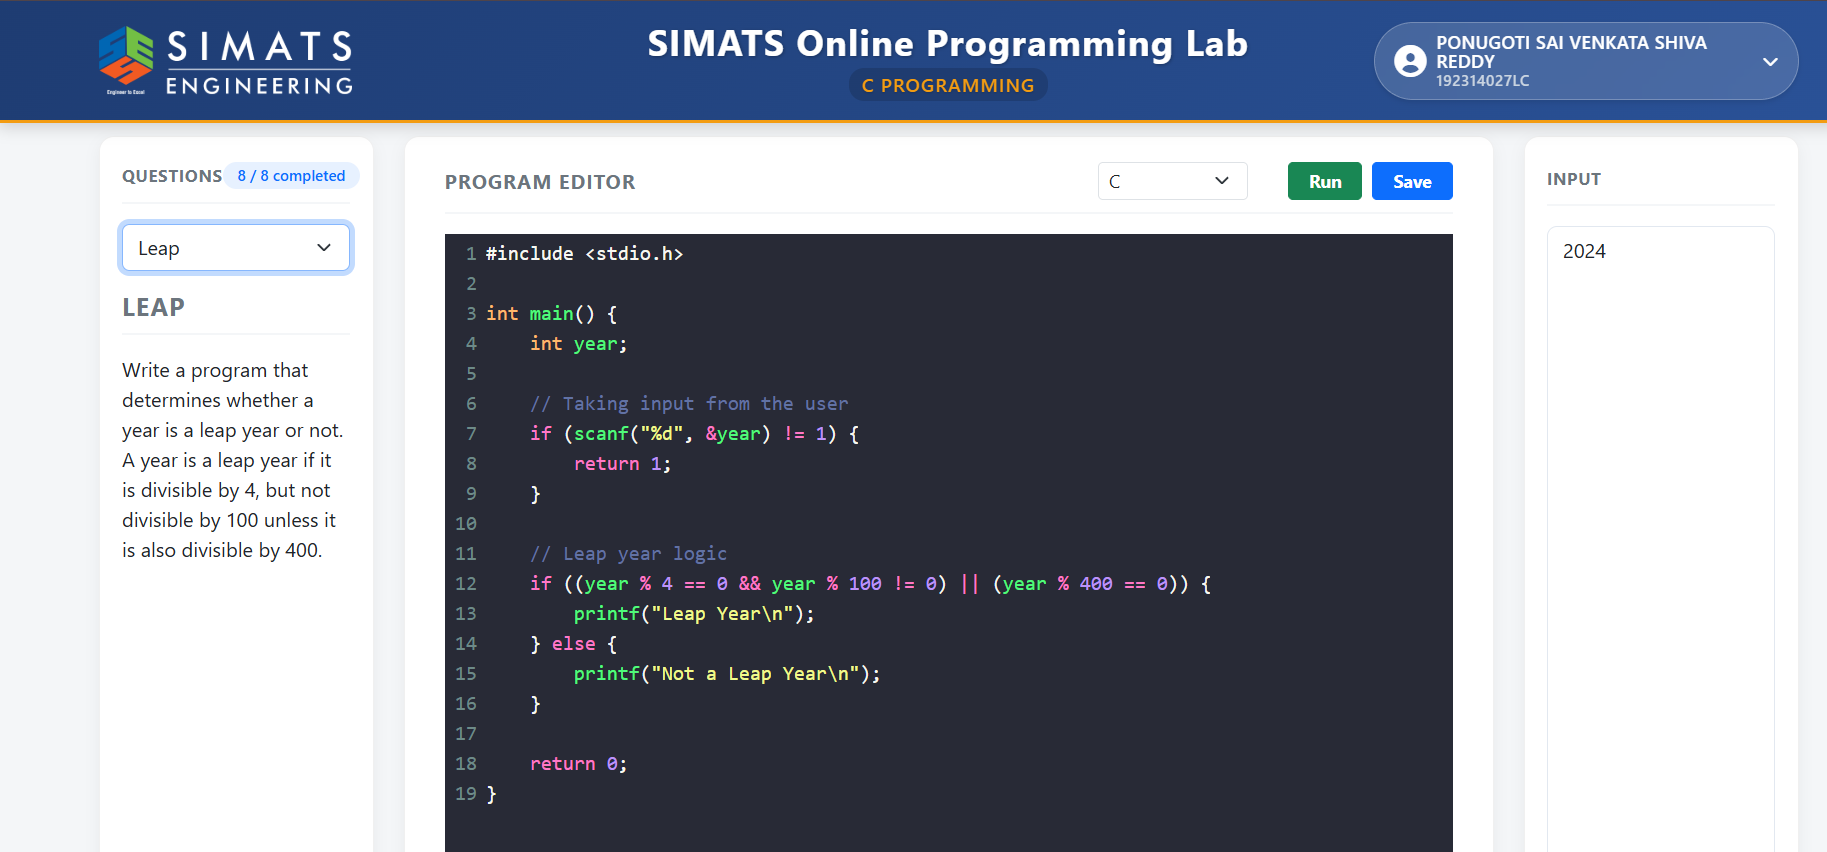 SIMATS
ENGINEERING
Engineer to Excel
SIMATS Online Programming Lab
C PROGRAMMING
PONUGOTI SAI VENKATA SHIVA
REDDY
192314027LC
QUESTIONS 8 / 8 completed
Leap
LEAP
Write a program that
determines whether a
year is a leap year or not.
A year is a leap year if it
is divisible by 4, but not
divisible by 100 unless it
is also divisible by 400.
PROGRAM EDITOR
C
Run
Save
1 #include <stdio.h>
2
3 int main() {
4     int year;
5
6     // Taking input from the user
7     if (scanf("%d", &year) != 1) {
8         return 1;
9     }
10
11     // Leap year logic
12     if ((year % 4 == 0 && year % 100 != 0) || (year % 400 == 0)) {
13         printf("Leap Year\n");
14     } else {
15         printf("Not a Leap Year\n");
16     }
17
18     return 0;
19 }
INPUT
2024